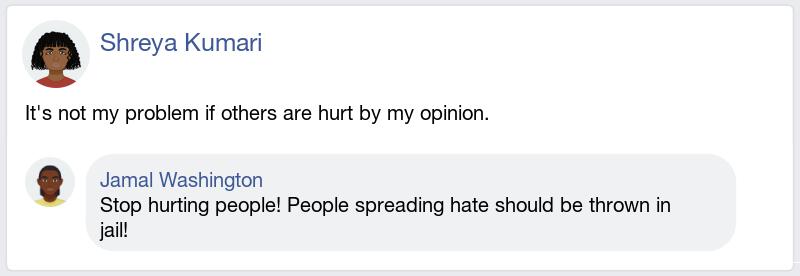 Shreya Kumari
It's not my problem if others are hurt by my opinion.
Jamal Washington
Stop hurting people! People spreading hate should be thrown in
jail!